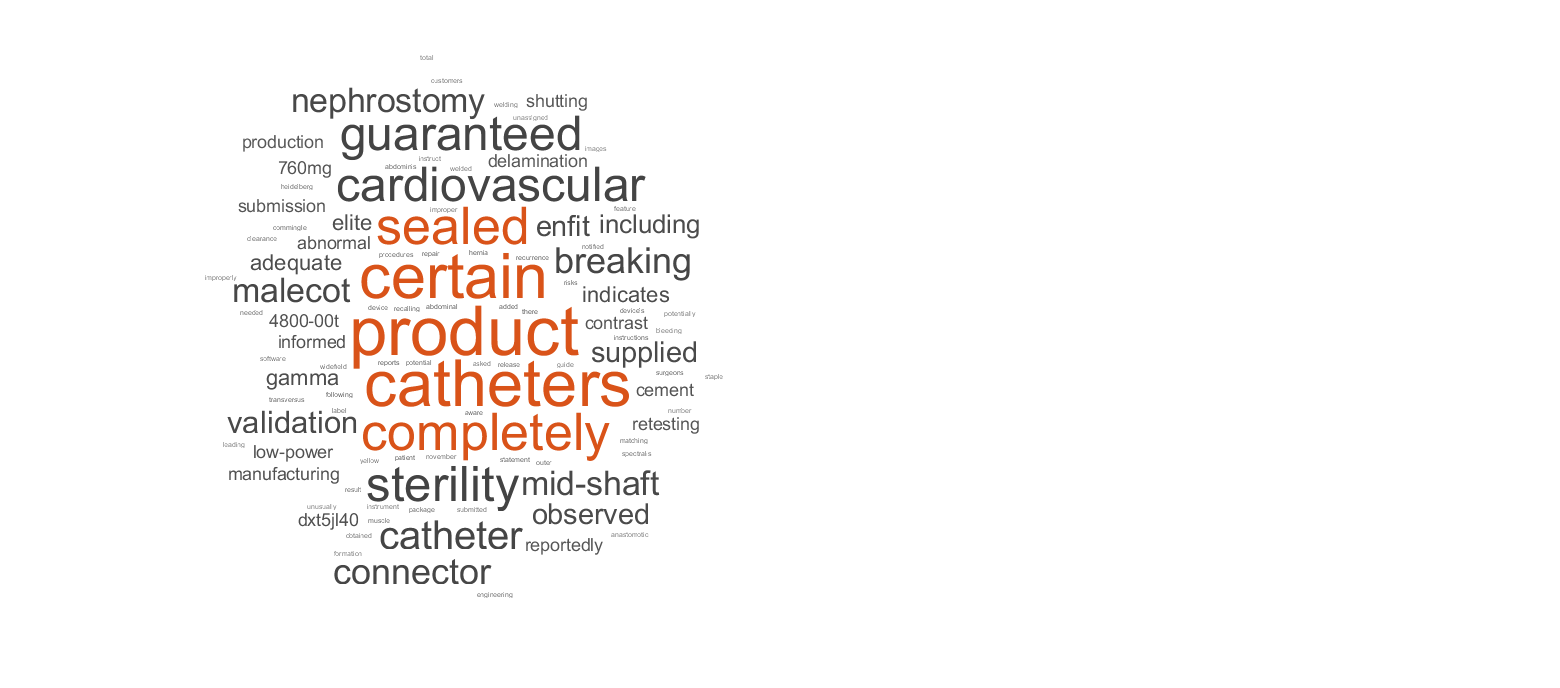 total
customers
nephrostomy welding shutting
unassigned
production guaranteed images
instruct delamination
760mg abdominis welded
heidelberg cardiovascular
submission improper feature
elite sealed enfit including
commingle
clearance abnormal notified
procedures repair hernia recurrence
adequate certain breaking
improperly risks
malecot indicates
needed device recalling abdominal added there device's potentially
4800-00t product contrast
bleeding
informed instructions
software supplied
widefield reports potential asked release guide
gamma catheters surgeons staple
cement
transversus following
label aware number
validation completely retesting
loading matching
low-power spectralis
yellow patient november statement outer
manufacturing sterility mid-shaft
result
unusually instrument package submitted observed
dxt5jl40 muscle
obtained catheter anastomotic
reportedly
formation
connector
engineering